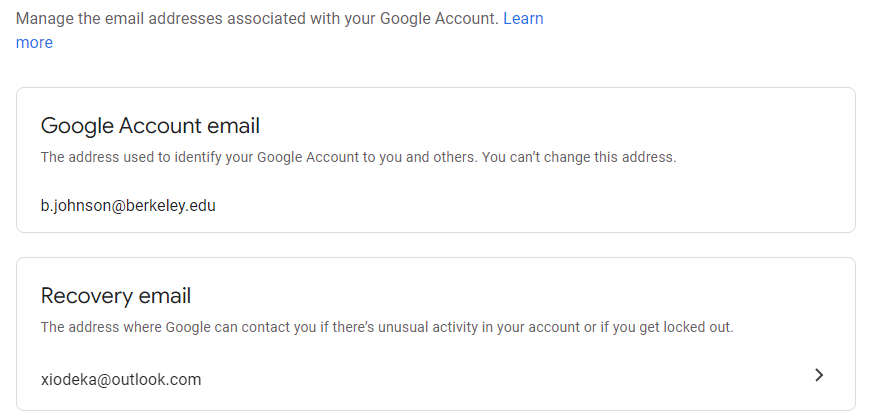 Manage the email addresses associated with your Google Account. Learn
more
Google Account email
The address used to identify your Google Account to you and others. You can’t change this address.
b.johnson@berkeley.edu
Recovery email
The address where Google can contact you if there’s unusual activity in your account or if you get locked out.
xiodeka@outlook.com